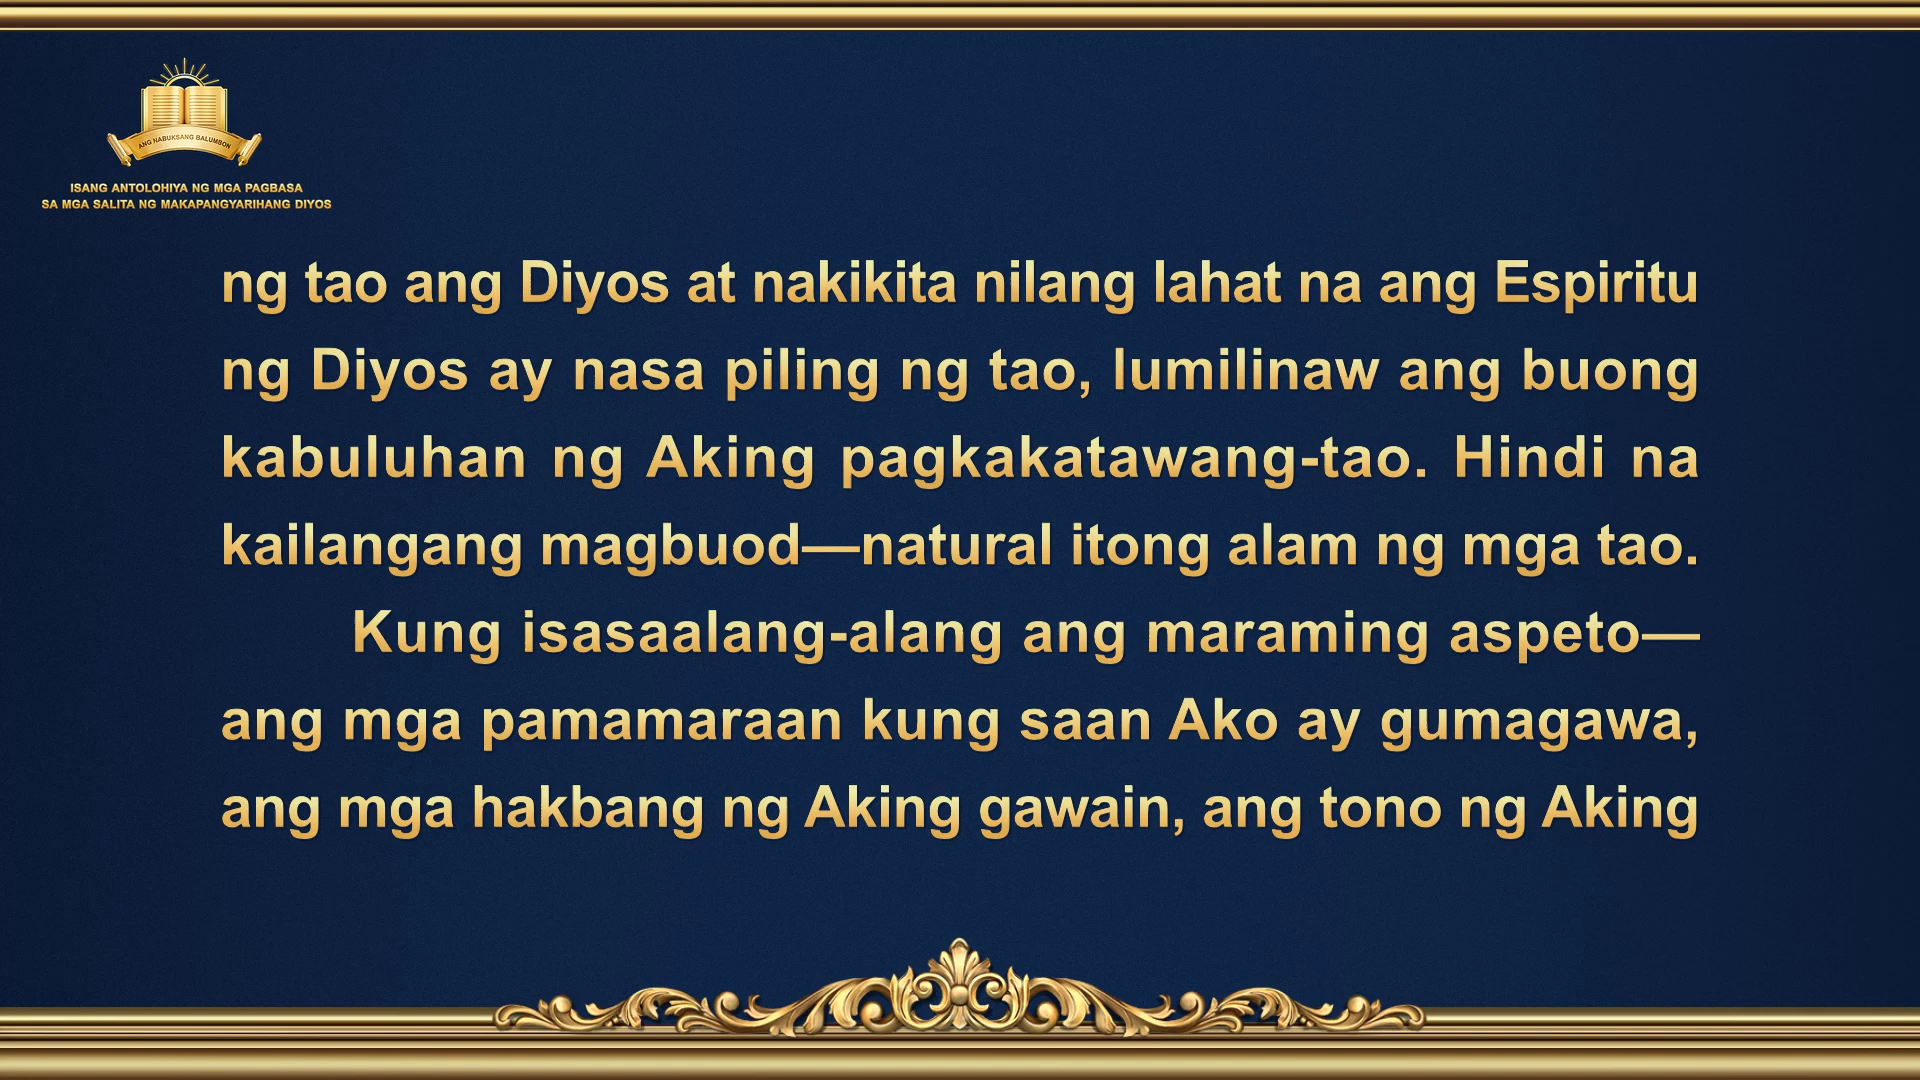 ANG NABUKSANG BALUMBON
ISANG ANTOLOHIYA NG MGA PAGBASA
SA MGA SALITA NG MAKAPANGYARIHANG DIYOS
ng tao ang Diyos at nakikita nilang lahat na ang Espiritu
ng Diyos ay nasa piling ng tao, lumilinaw ang buong
kabuluhan ng Aking pagkakatawang-tao. Hindi na
kailangang magbuod—natural itong alam ng mga tao.
Kung isasaalang-alang ang maraming aspeto—
ang mga pamamaraan kung saan Ako ay gumagawa,
ang mga hakbang ng Aking gawain, ang tono ng Aking